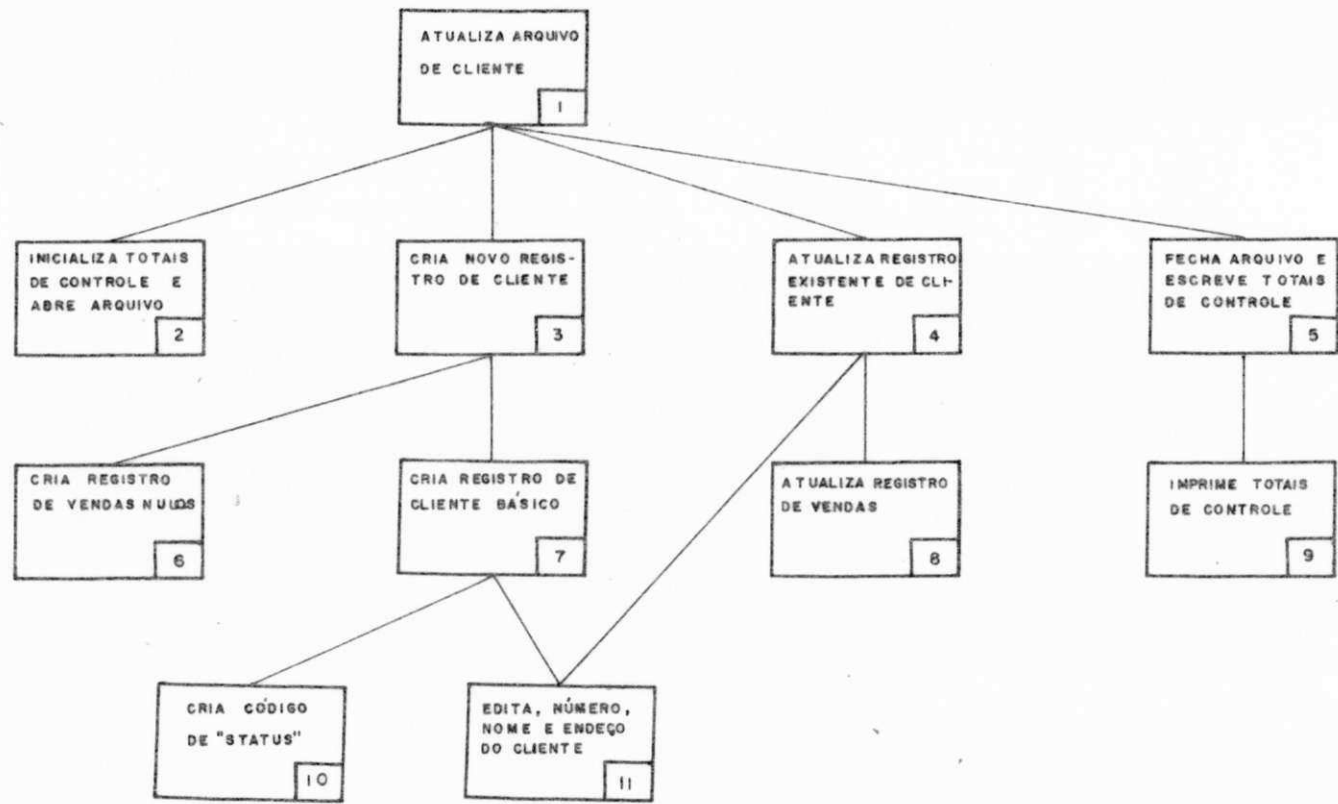 ATUALIZA ARQUIVO
DE CLIENTE
1
INICIALIZA TOTAIS
DE CONTROLE E
ABRE ARQUIVO
2
CRIA NOVO REGIS-
TRO DE CLIENTE
3
ATUALIZA REGISTRO
EXISTENTE DE CLI-
ENTE
4
FECHA ARQUIVO E
ESCREVE TOTAIS
DE CONTROLE
5
CRIA REGISTRO
DE VENDAS NULOS
6
CRIA REGISTRO DE
CLIENTE BÁSICO
7
ATUALIZA REGISTRO
DE VENDAS
8
IMPRIME TOTAIS
DE CONTROLE
9
CRIA CÓDIGO
DE "STATUS"
10
EDITA, NÚMERO,
NOME E ENDEÇO
DO CLIENTE
11